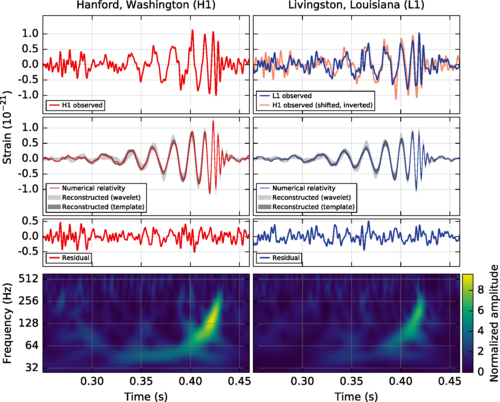 Hanford, Washington (H1)
Livingston, Louisiana (L1)
1.0
0.5
0.0
-0.5
-1.0
H1 observed
L1 observed
H1 observed (shifted, inverted)
Strain (10⁻²¹)
1.0
0.5
0.0
-0.5
-1.0
Numerical relativity
Reconstructed (wavelet)
Reconstructed (template)
Numerical relativity
Reconstructed (wavelet)
Reconstructed (template)
0.5
0.0
-0.5
Residual
Residual
Frequency (Hz)
512
256
128
64
32
Normalized amplitude
8
6
4
2
0
0.30
0.35
0.40
0.45
0.30
0.35
0.40
0.45
Time (s)
Time (s)